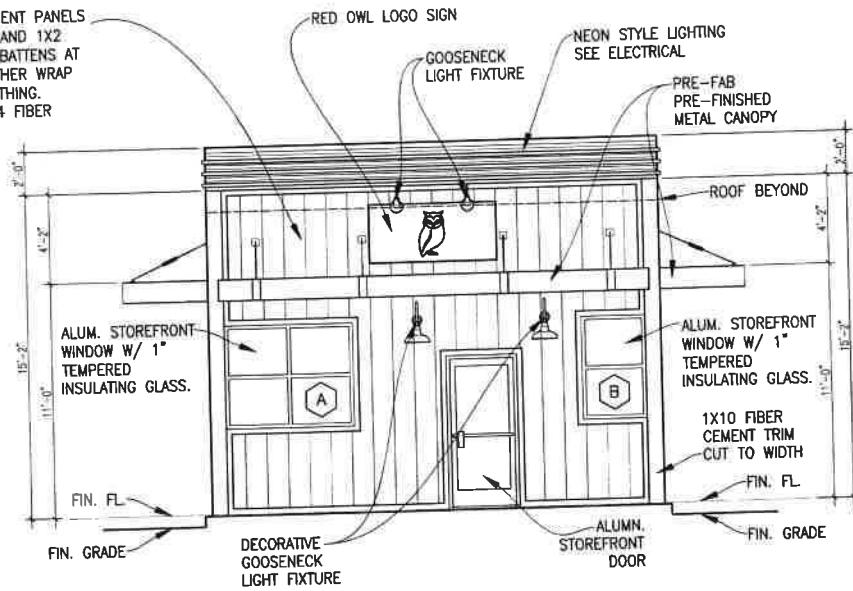 ENT PANELS
AND 1X2
BATTENS AT
HER WRAP
THING.
4 FIBER
RED OWL LOGO SIGN
GOOSENECK
LIGHT FIXTURE
NEON STYLE LIGHTING
SEE ELECTRICAL
PRE-FAB
PRE-FINISHED
METAL CANOPY
2'-0"
2'-0"
ROOF BEYOND
4'-2"
4'-2"
ALUM. STOREFRONT
WINDOW W/ 1"
TEMPERED
INSULATING GLASS.
ALUM. STOREFRONT
WINDOW W/ 1"
TEMPERED
INSULATING GLASS.
15'-2"
11'-0"
11'-0"
15'-2"
A
B
1X10 FIBER
CEMENT TRIM
CUT TO WIDTH
FIN. FL.
FIN. GRADE
FIN. FL.
FIN. GRADE
DECORATIVE
GOOSENECK
LIGHT FIXTURE
ALUMN.
STOREFRONT
DOOR